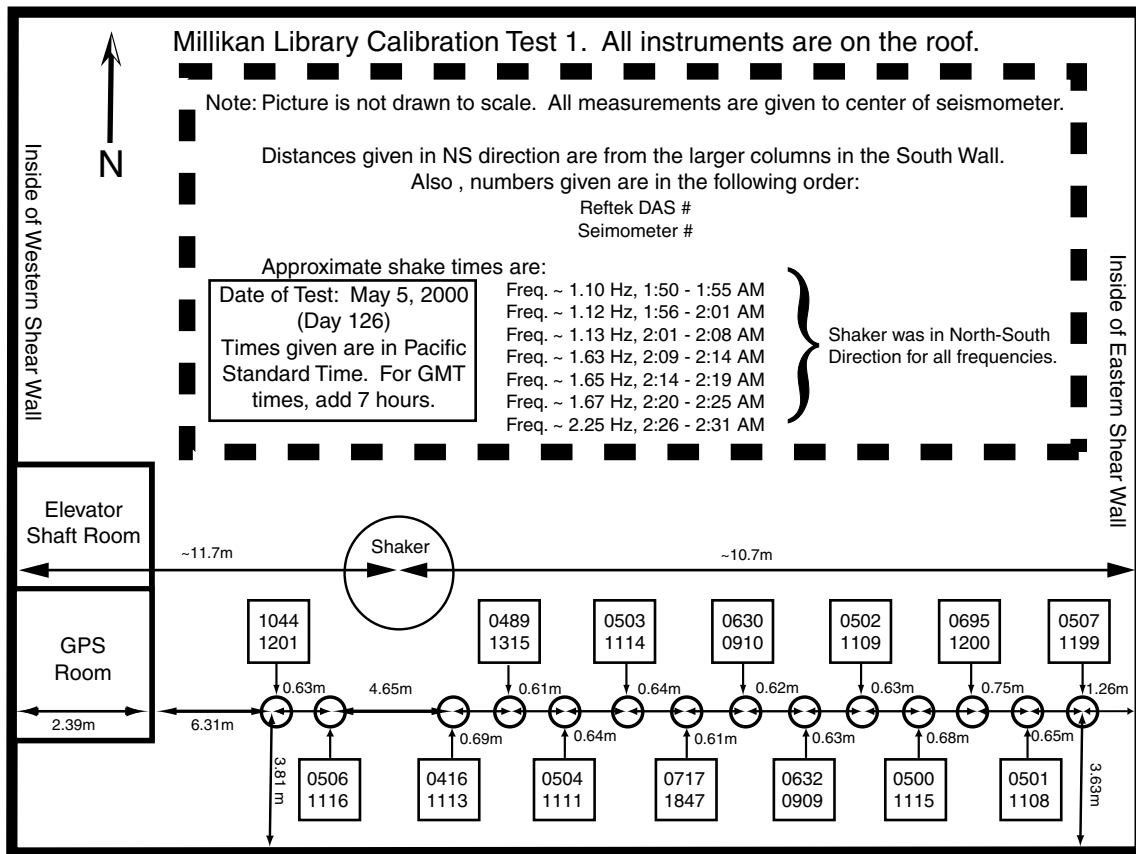 Millikan Library Calibration Test 1.  All instruments are on the roof.
Note: Picture is not drawn to scale.  All measurements are given to center of seismometer.
N
Inside of Western Shear Wall
Distances given in NS direction are from the larger columns in the South Wall.
Also , numbers given are in the following order:
Reftek DAS #
Seimometer #
Approximate shake times are:
Date of Test:  May 5, 2000
(Day 126)
Times given are in Pacific
Standard Time.  For GMT
times, add 7 hours.
Freq. ~ 1.10 Hz, 1:50 - 1:55 AM
Freq. ~ 1.12 Hz, 1:56 - 2:01 AM
Freq. ~ 1.13 Hz, 2:01 - 2:08 AM
Freq. ~ 1.63 Hz, 2:09 - 2:14 AM
Freq. ~ 1.65 Hz, 2:14 - 2:19 AM
Freq. ~ 1.67 Hz, 2:20 - 2:25 AM
Freq. ~ 2.25 Hz, 2:26 - 2:31 AM
Shaker was in North-South
Direction for all frequencies.
Inside of Eastern Shear Wall
Elevator
Shaft Room
~11.7m
Shaker
~10.7m
GPS
Room
2.39m
6.31m
1044
1201
0489
1315
0503
1114
0630
0910
0502
1109
0695
1200
0507
1199
0.63m
4.65m
0.61m
0.64m
0.62m
0.63m
0.75m
1.26m
0.69m
0.64m
0.61m
0.63m
0.68m
0.65m
3.81 m
3.63m
0506
1116
0416
1113
0504
1111
0717
1847
0632
0909
0500
1115
0501
1108